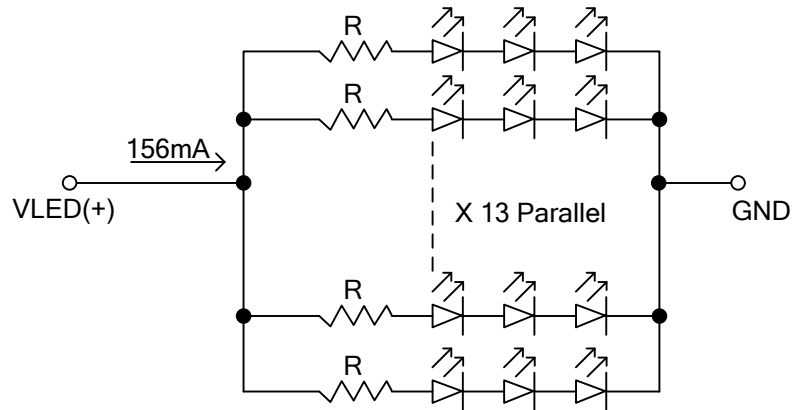 R
R
156mA
VLED(+)
X 13 Parallel
GND
R
R